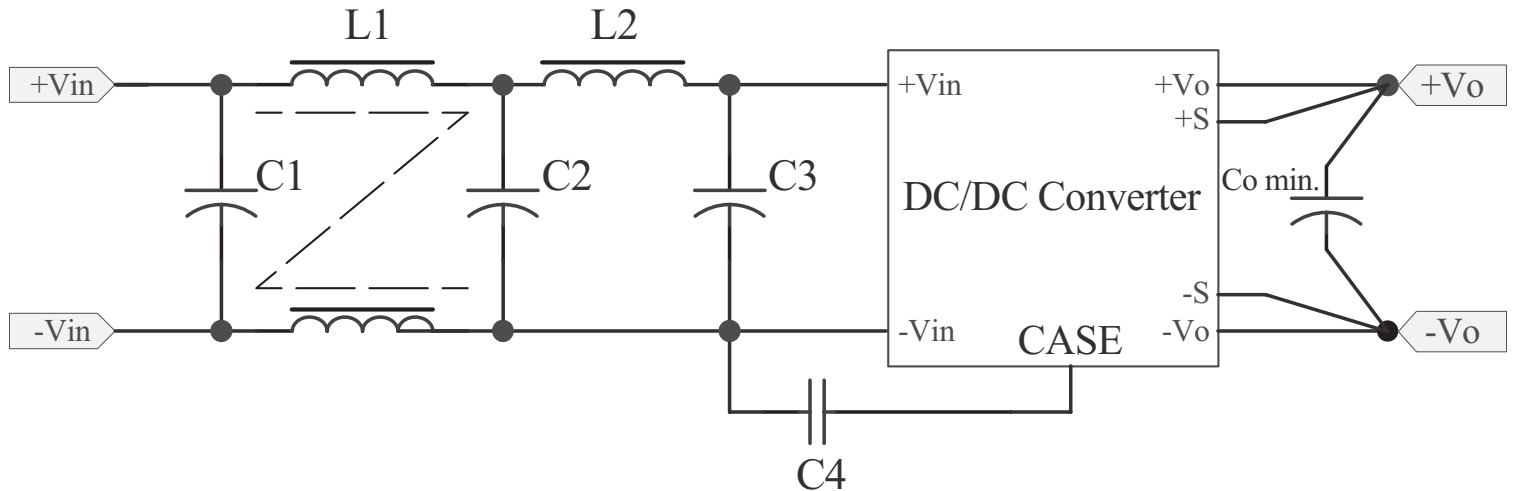 L1
L2
+Vin
+Vin
+Vo
+Vo
+S
C1
C2
C3
DC/DC Converter
Co min.
-S
-Vin
-Vin
CASE
-Vo
-Vo
C4